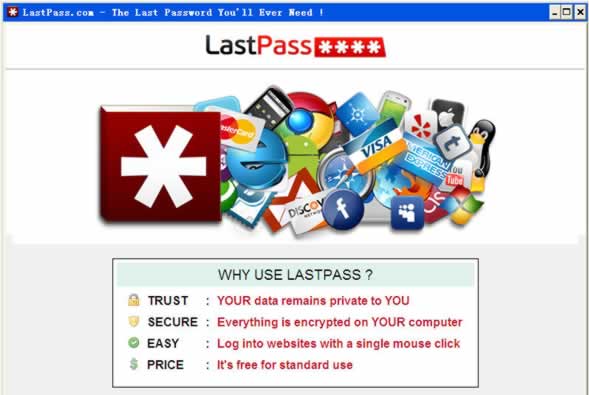 LastPass.com - The Last Password You'll Ever Need !
LastPass ****
MasterCard
VISA
AMERICAN EXPRESS
DISCOVER
NETWORK
You
Tube
WHY USE LASTPASS ?
TRUST : YOUR data remains private to YOU
SECURE : Everything is encrypted on YOUR computer
EASY : Log into websites with a single mouse click
PRICE : It's free for standard use